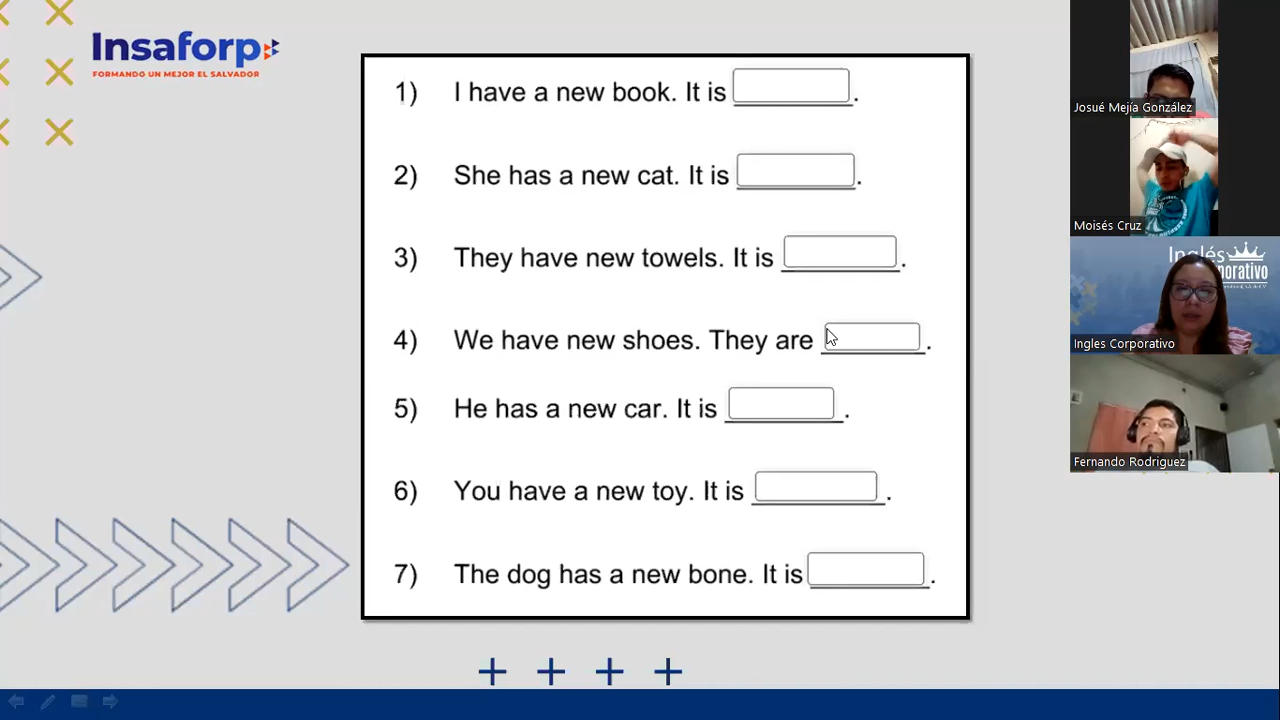 Insaforp
FORMANDO UN MEJOR EL SALVADOR
1) I have a new book. It is .
2) She has a new cat. It is .
3) They have new towels. It is .
4) We have new shoes. They are .
5) He has a new car. It is .
6) You have a new toy. It is .
7) The dog has a new bone. It is .
Josué Mejía González
Moisés Cruz
Inglés
porativo
Ingles Corporativo
Fernando Rodriguez